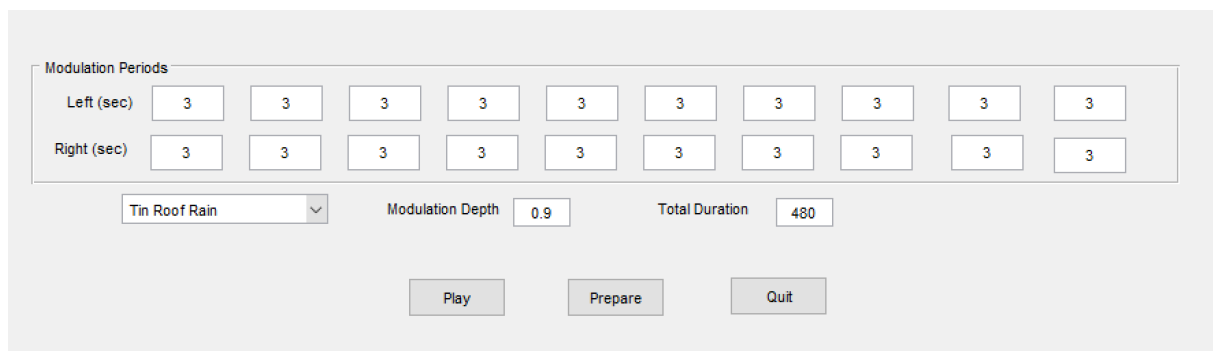 Modulation Periods
Left (sec) 3 3 3 3 3 3 3 3 3 3
Right (sec) 3 3 3 3 3 3 3 3 3 3
Tin Roof Rain Modulation Depth 0.9 Total Duration 480
Play Prepare Quit